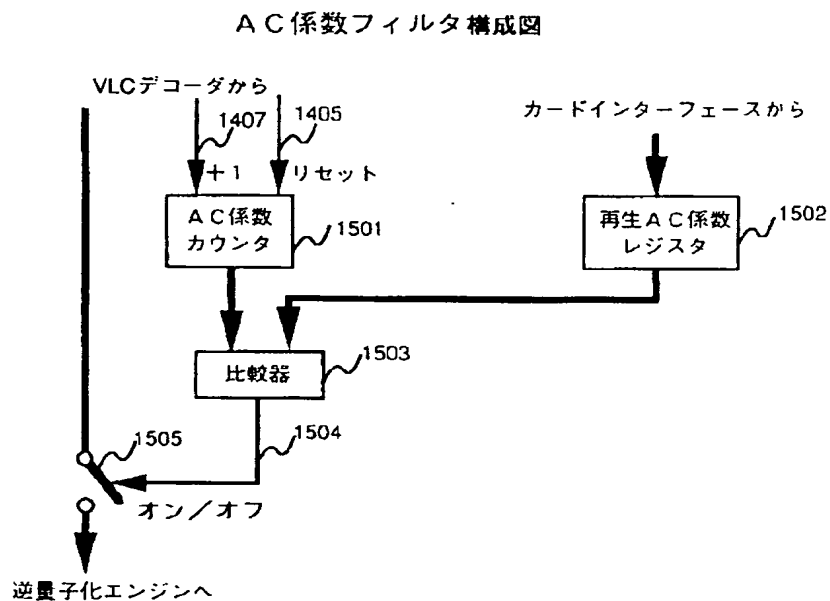 AC係数フィルタ構成図
VLCデコーダから
1407
1405
カードインターフェースから
+1
リセット
AC係数
カウンタ
1501
再生AC係数
レジスタ
1502
比較器
1503
1505
1504
オン/オフ
逆量子化エンジンへ